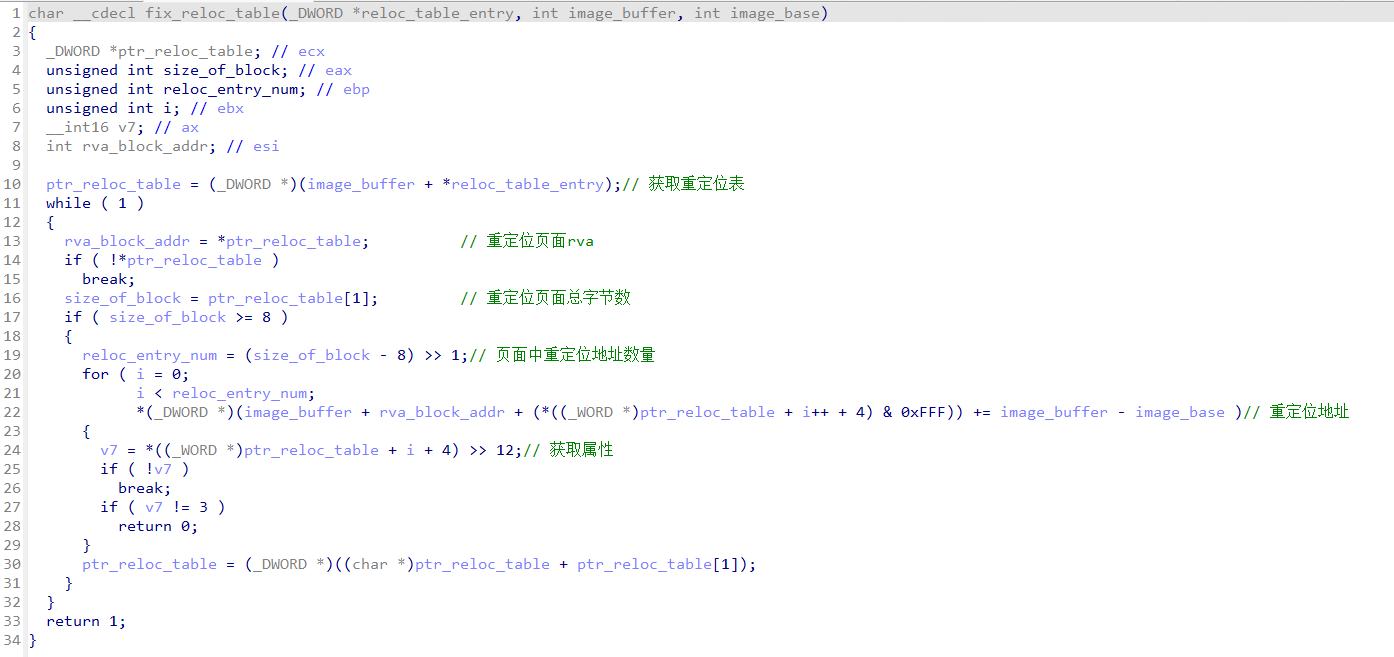 1 char __cdecl fix_reloc_table(_DWORD *reloc_table_entry, int image_buffer, int image_base)
2 {
3   _DWORD *ptr_reloc_table; // ecx
4   unsigned int size_of_block; // eax
5   unsigned int reloc_entry_num; // ebp
6   unsigned int i; // ebx
7   __int16 v7; // ax
8   int rva_block_addr; // esi
9
10   ptr_reloc_table = (_DWORD *)(image_buffer + *reloc_table_entry);// 获取重定位表
11   while ( 1 )
12   {
13     rva_block_addr = *ptr_reloc_table;          // 重定位页面rva
14     if ( !*ptr_reloc_table )
15       break;
16     size_of_block = ptr_reloc_table[1];         // 重定位页面总字节数
17     if ( size_of_block >= 8 )
18     {
19       reloc_entry_num = (size_of_block - 8) >> 1;// 页面中重定位地址数量
20       for ( i = 0;
21             i < reloc_entry_num;
22             *(_DWORD *)(image_buffer + rva_block_addr + (*((_WORD *)ptr_reloc_table + i++ + 4) & 0xFFF)) += image_buffer - image_base )// 重定位地址
23       {
24         v7 = *((_WORD *)ptr_reloc_table + i + 4) >> 12;// 获取属性
25         if ( !v7 )
26           break;
27         if ( v7 != 3 )
28           return 0;
29       }
30       ptr_reloc_table = (_DWORD *)((char *)ptr_reloc_table + ptr_reloc_table[1]);
31     }
32   }
33   return 1;
34 }